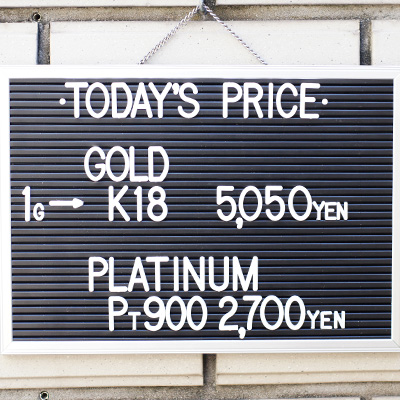 ·TODAY'S PRICE·
GOLD
1G→ K18 5,050YEN
PLATINUM
PT900 2,700YEN